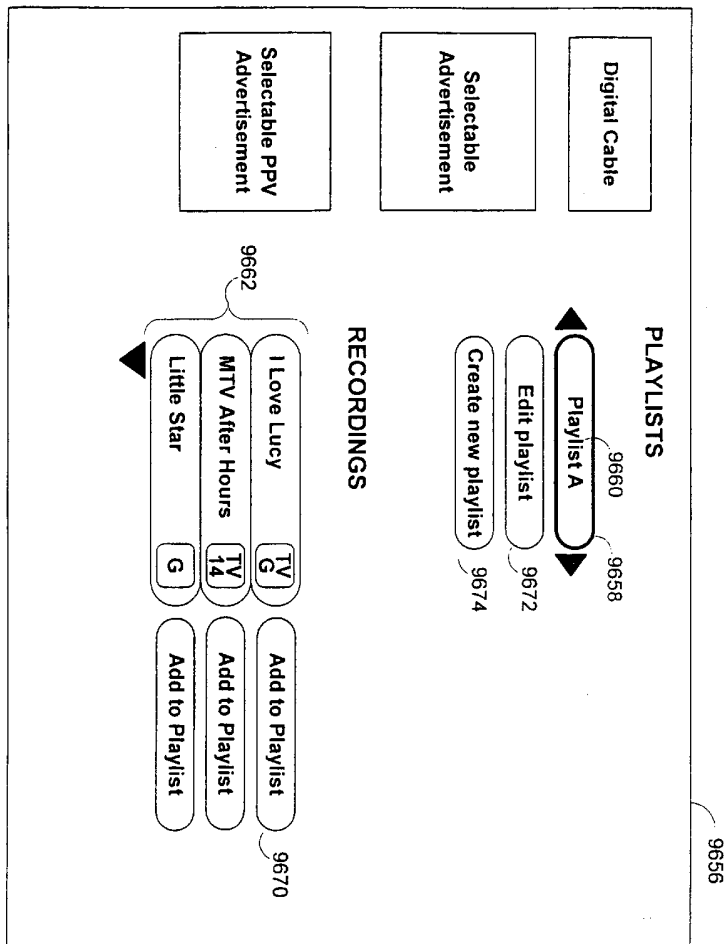 9656
Digital Cable
Selectable
Advertisement
Selectable PPV
Advertisement
PLAYLISTS
9660
9658
Playlist A
Edit playlist
9672
Create new playlist
9674
RECORDINGS
9662
I Love Lucy
TV
G
Add to Playlist
9670
MTV After Hours
TV
14
Add to Playlist
Little Star
G
Add to Playlist